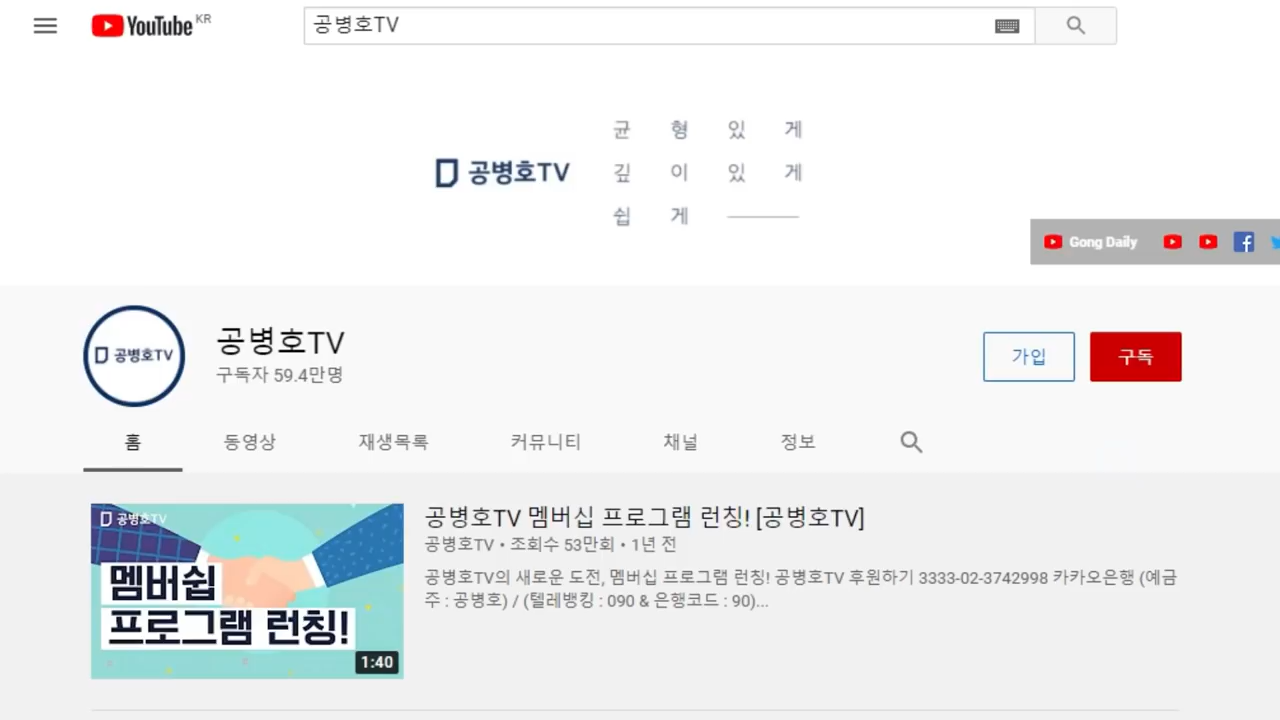 YouTube KR
공병호TV
균 형 있 게
공병호TV
깊 이 있 게
쉽 게
Gong Daily
공병호TV
공병호TV
구독자 59.4만명
가입
구독
홈
동영상
재생목록
커뮤니티
채널
정보
공병호TV
멤버쉽
프로그램 런칭!
1:40
공병호TV 멤버십 프로그램 런칭! [공병호TV]
공병호TV • 조회수 53만회 • 1년 전
공병호TV의 새로운 도전, 멤버십 프로그램 런칭! 공병호TV 후원하기 3333-02-3742998 카카오은행 (예금
주 : 공병호) / (텔레뱅킹 : 090 & 은행코드 : 90)...